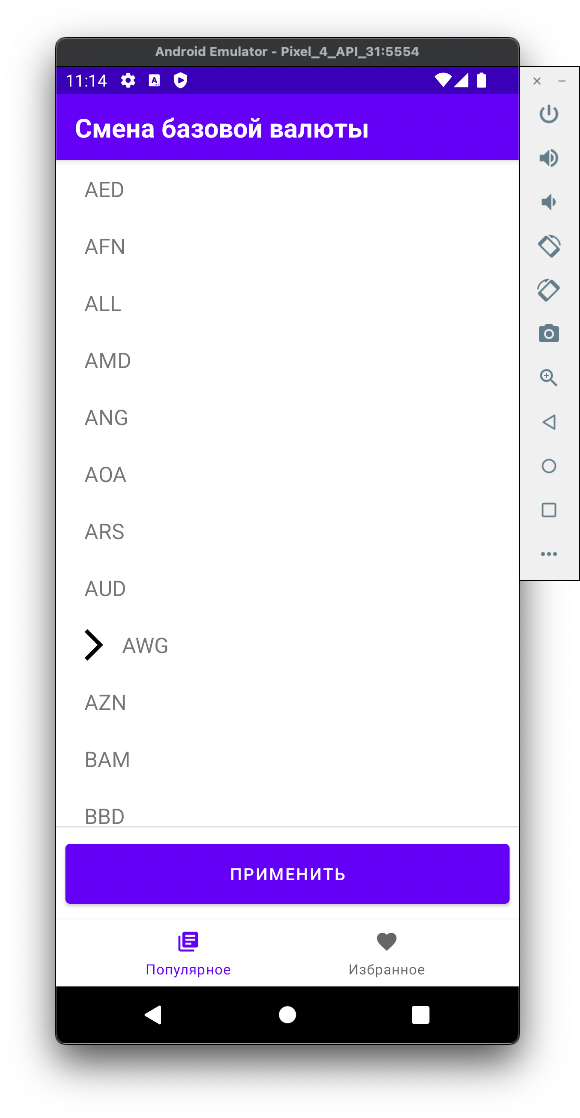 Android Emulator - Pixel_4_API_31:5554
11:14
Смена базовой валюты
AED
AFN
ALL
AMD
ANG
AOA
ARS
AUD
AWG
AZN
BAM
BBD
ПРИМЕНИТЬ
Популярное
Избранное